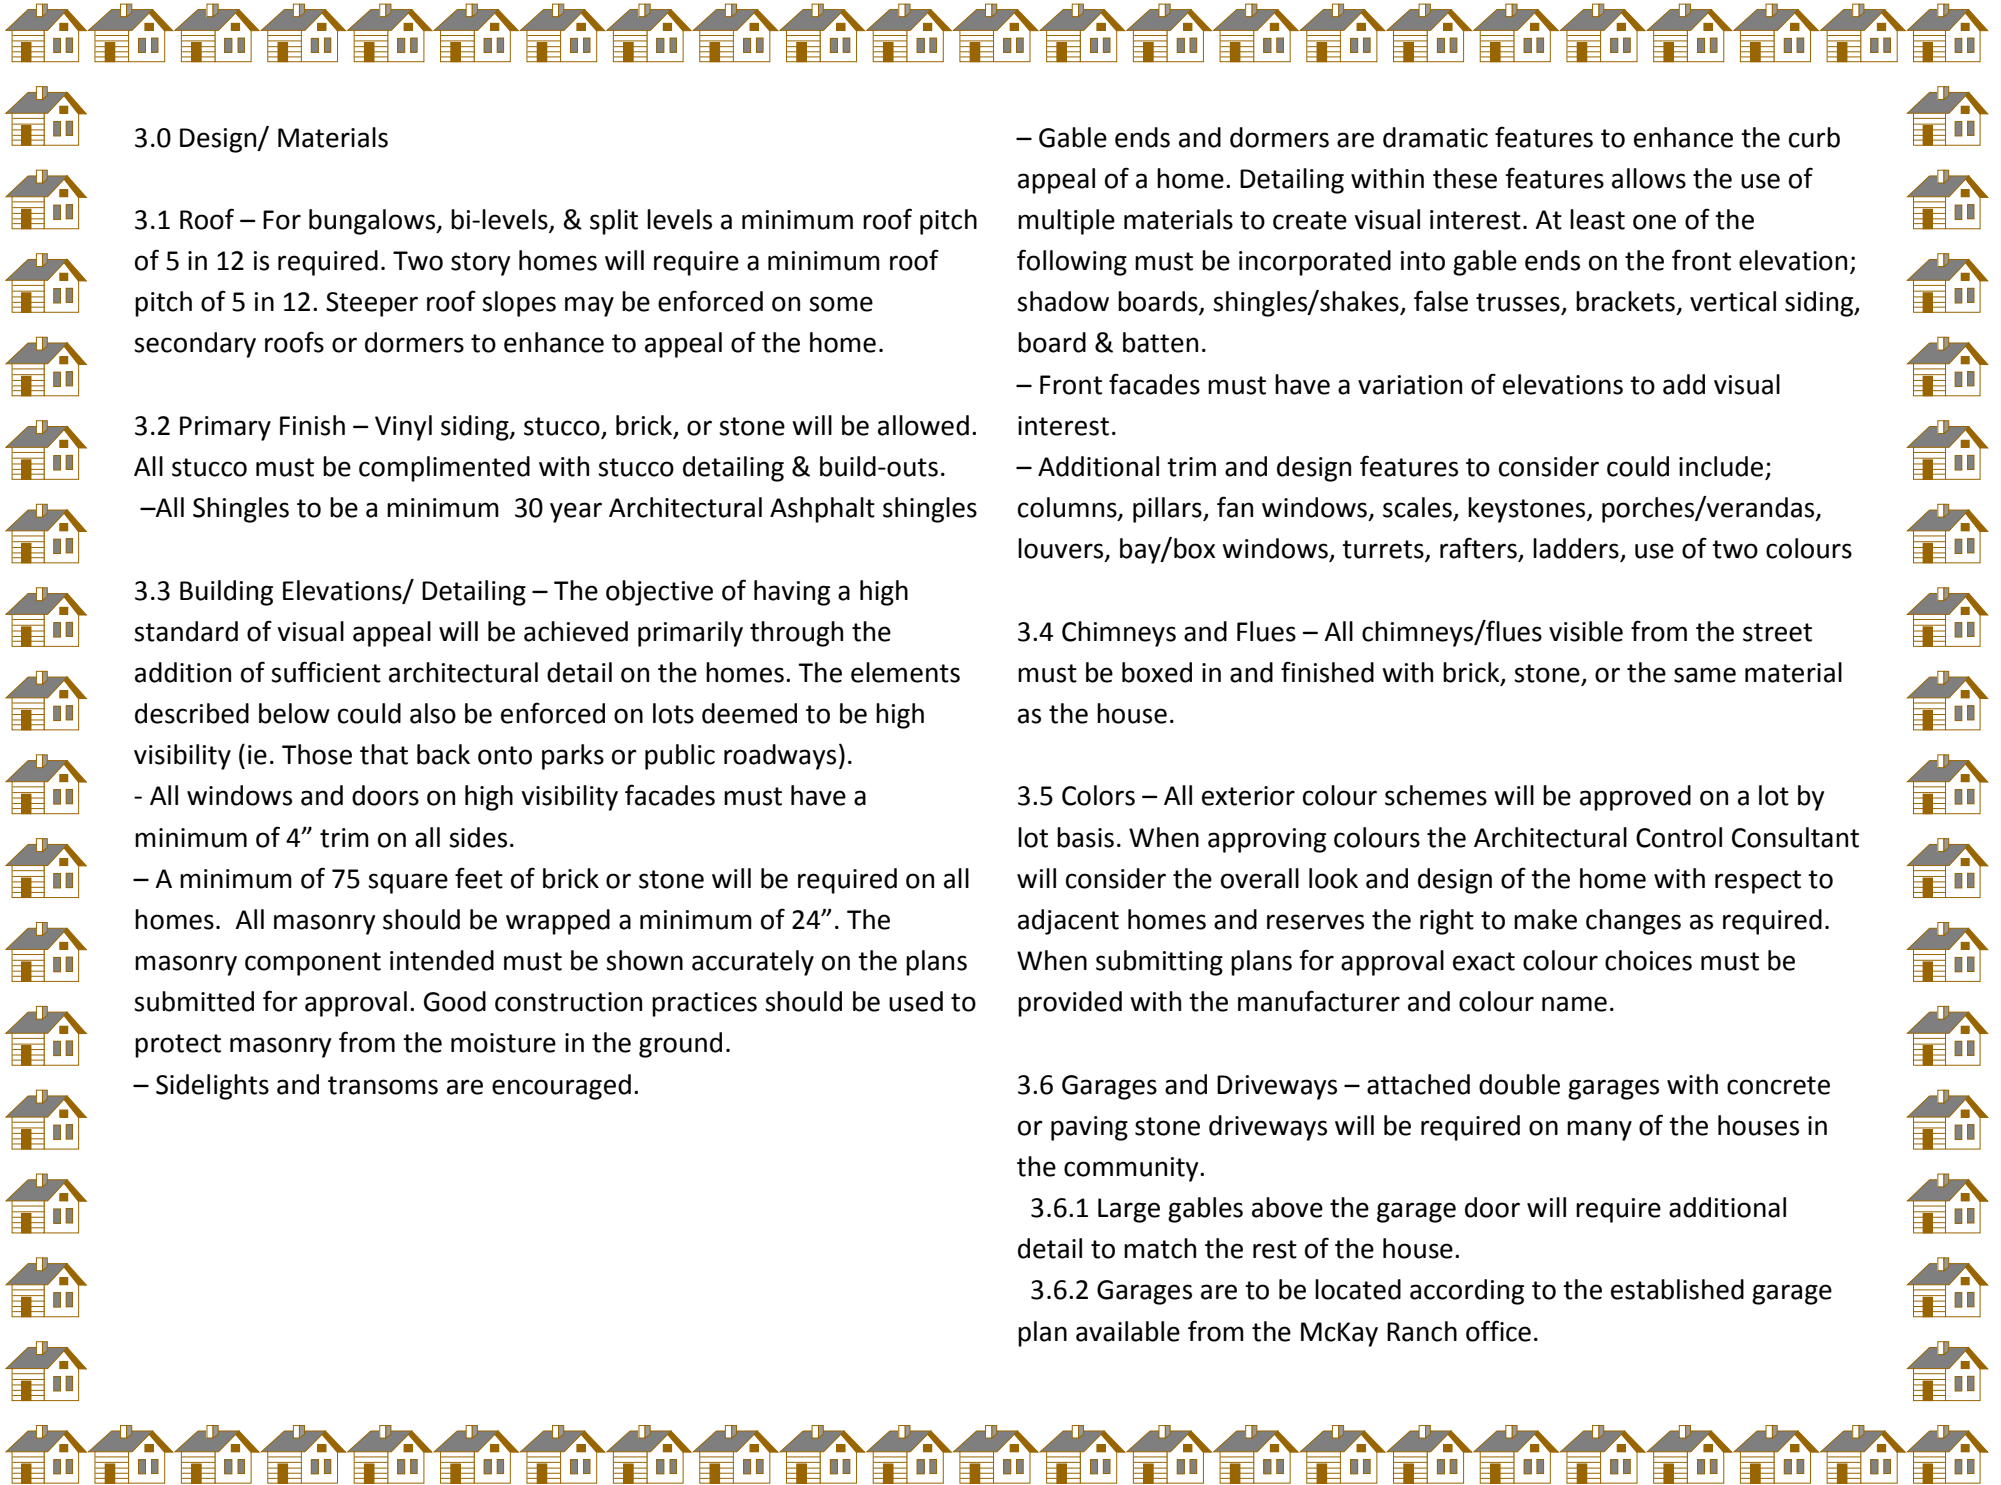 3.0 Design/ Materials
3.1 Roof – For bungalows, bi-levels, & split levels a minimum roof pitch
of 5 in 12 is required. Two story homes will require a minimum roof
pitch of 5 in 12. Steeper roof slopes may be enforced on some
secondary roofs or dormers to enhance to appeal of the home.
3.2 Primary Finish – Vinyl siding, stucco, brick, or stone will be allowed.
All stucco must be complimented with stucco detailing & build-outs.
–All Shingles to be a minimum  30 year Architectural Ashphalt shingles
3.3 Building Elevations/ Detailing – The objective of having a high
standard of visual appeal will be achieved primarily through the
addition of sufficient architectural detail on the homes. The elements
described below could also be enforced on lots deemed to be high
visibility (ie. Those that back onto parks or public roadways).
- All windows and doors on high visibility facades must have a
minimum of 4” trim on all sides.
– A minimum of 75 square feet of brick or stone will be required on all
homes.  All masonry should be wrapped a minimum of 24”. The
masonry component intended must be shown accurately on the plans
submitted for approval. Good construction practices should be used to
protect masonry from the moisture in the ground.
– Sidelights and transoms are encouraged.
– Gable ends and dormers are dramatic features to enhance the curb
appeal of a home. Detailing within these features allows the use of
multiple materials to create visual interest. At least one of the
following must be incorporated into gable ends on the front elevation;
shadow boards, shingles/shakes, false trusses, brackets, vertical siding,
board & batten.
– Front facades must have a variation of elevations to add visual
interest.
– Additional trim and design features to consider could include;
columns, pillars, fan windows, scales, keystones, porches/verandas,
louvers, bay/box windows, turrets, rafters, ladders, use of two colours
3.4 Chimneys and Flues – All chimneys/flues visible from the street
must be boxed in and finished with brick, stone, or the same material
as the house.
3.5 Colors – All exterior colour schemes will be approved on a lot by
lot basis. When approving colours the Architectural Control Consultant
will consider the overall look and design of the home with respect to
adjacent homes and reserves the right to make changes as required.
When submitting plans for approval exact colour choices must be
provided with the manufacturer and colour name.
3.6 Garages and Driveways – attached double garages with concrete
or paving stone driveways will be required on many of the houses in
the community.
3.6.1 Large gables above the garage door will require additional
detail to match the rest of the house.
3.6.2 Garages are to be located according to the established garage
plan available from the McKay Ranch office.